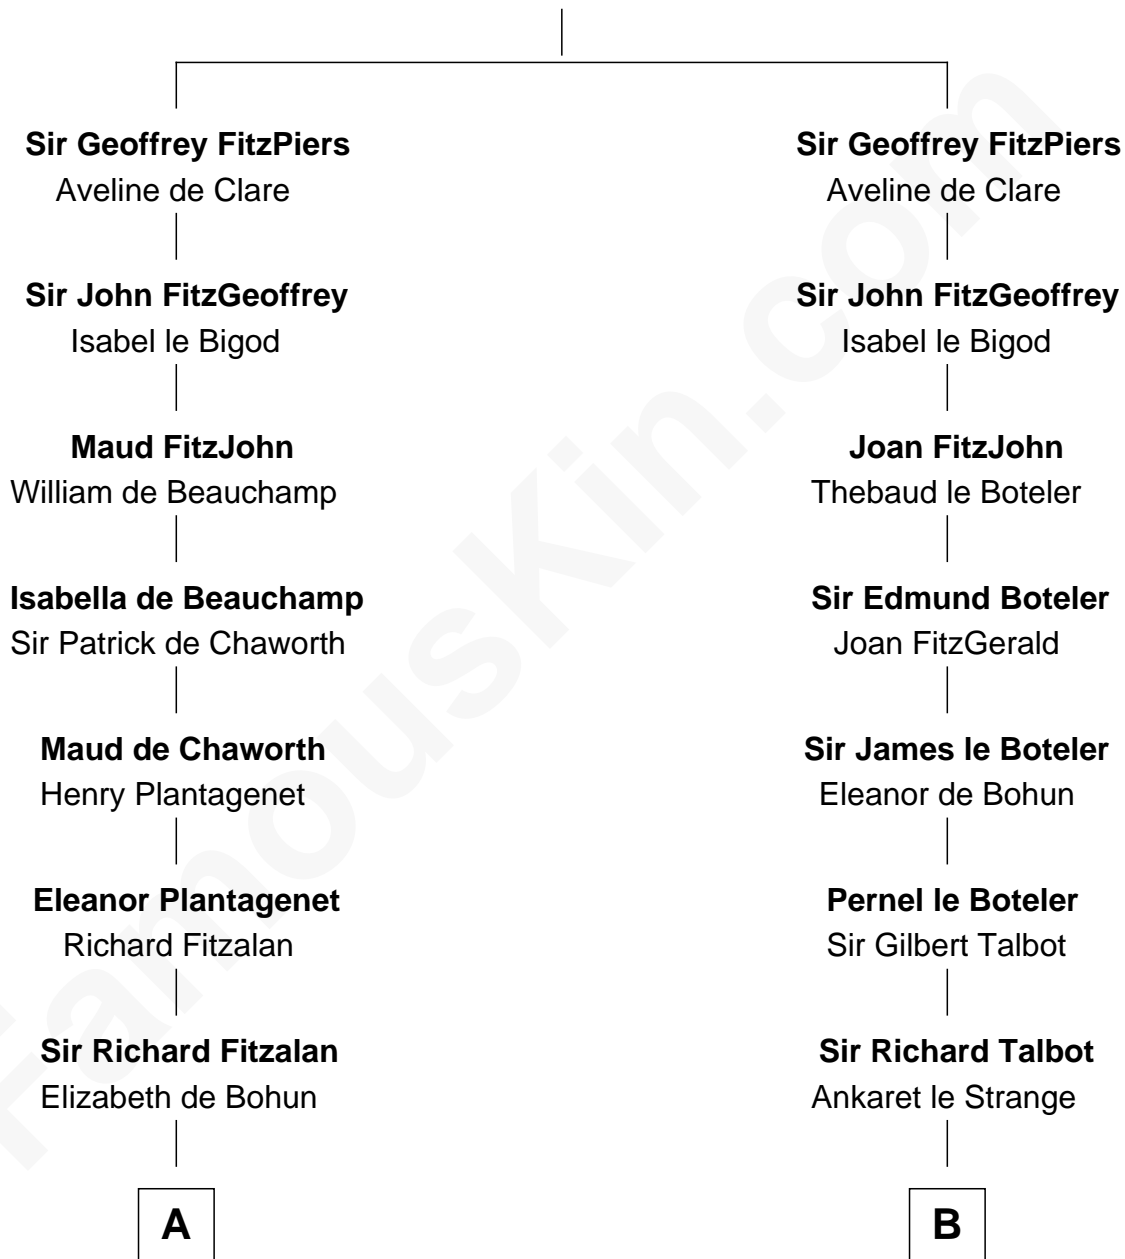 Sir Geoffrey FitzPiers
Aveline de Clare
Sir John FitzGeoffrey
Isabel le Bigod
Maud FitzJohn
William de Beauchamp
Isabella de Beauchamp
Sir Patrick de Chaworth
Maud de Chaworth
Henry Plantagenet
Eleanor Plantagenet
Richard Fitzalan
Sir Richard Fitzalan
Elizabeth de Bohun
A
Sir Geoffrey FitzPiers
Aveline de Clare
Sir John FitzGeoffrey
Isabel le Bigod
Joan FitzJohn
Thebaud le Boteler
Sir Edmund Boteler
Joan FitzGerald
Sir James le Boteler
Eleanor de Bohun
Pernel le Boteler
Sir Gilbert Talbot
Sir Richard Talbot
Ankaret le Strange
B
FamousKin.com